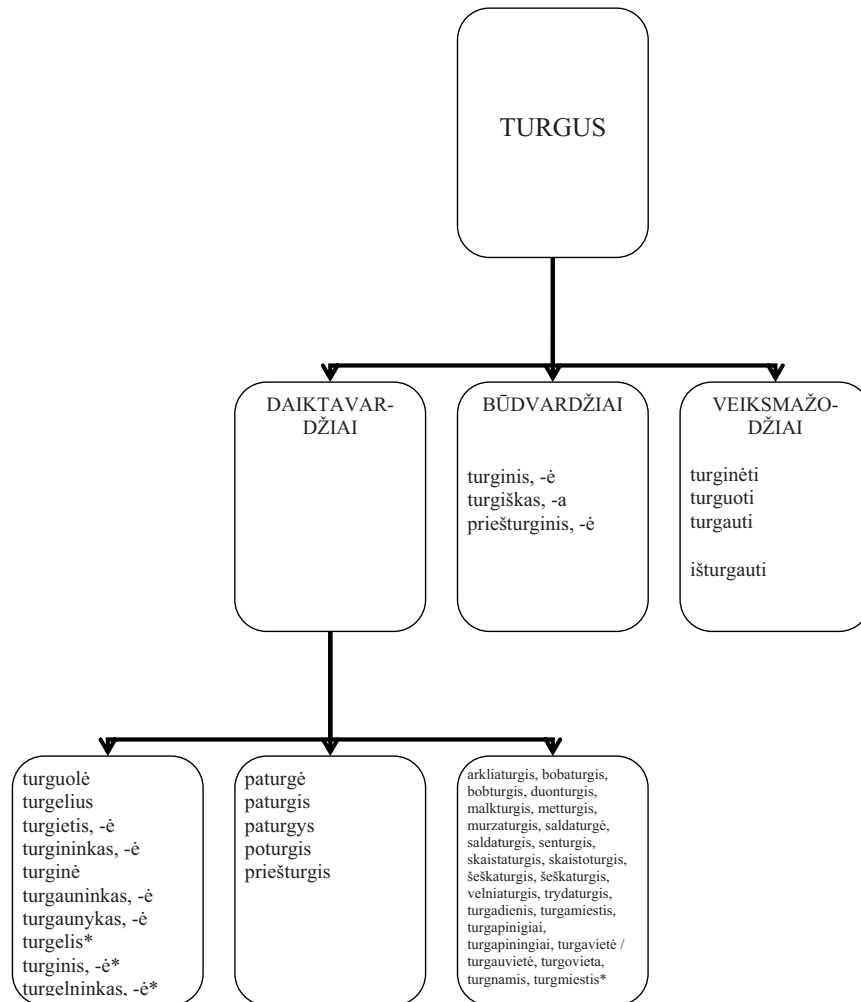 TURGUS
DAIKTAVAR-
DŽIAI
BŪDVARDŽIAI
turginis, -ė
turgiškas, -a
priešturginis, -ė
VEIKSMAŽO-
DŽIAI
turginėti
turguoti
turgauti
išturgauti
turguolė
turgelius
turgietis, -ė
turgininkas, -ė
turginė
turgauninkas, -ė
turgaunykas, -ė
turgelis*
turginis, -ė*
turgelninkas, -ė*
paturgė
paturgis
paturgys
poturgis
priešturgis
arkliaturgis, bobaturgis,
bobturgis, duonturgis,
malkturgis, metturgis,
murzaturgis, saldaturgė,
saldaturgis, senturgis,
skaistaturgis, skaistoturgis,
šeškaturgis, šeškaturgis,
velniaturgis, trydaturgis,
turgadienis, turgamiestis,
turgapinigiai,
turgapiningiai, turgavietė /
turgauvietė, turgovieta,
turgnamis, turgmiestis*